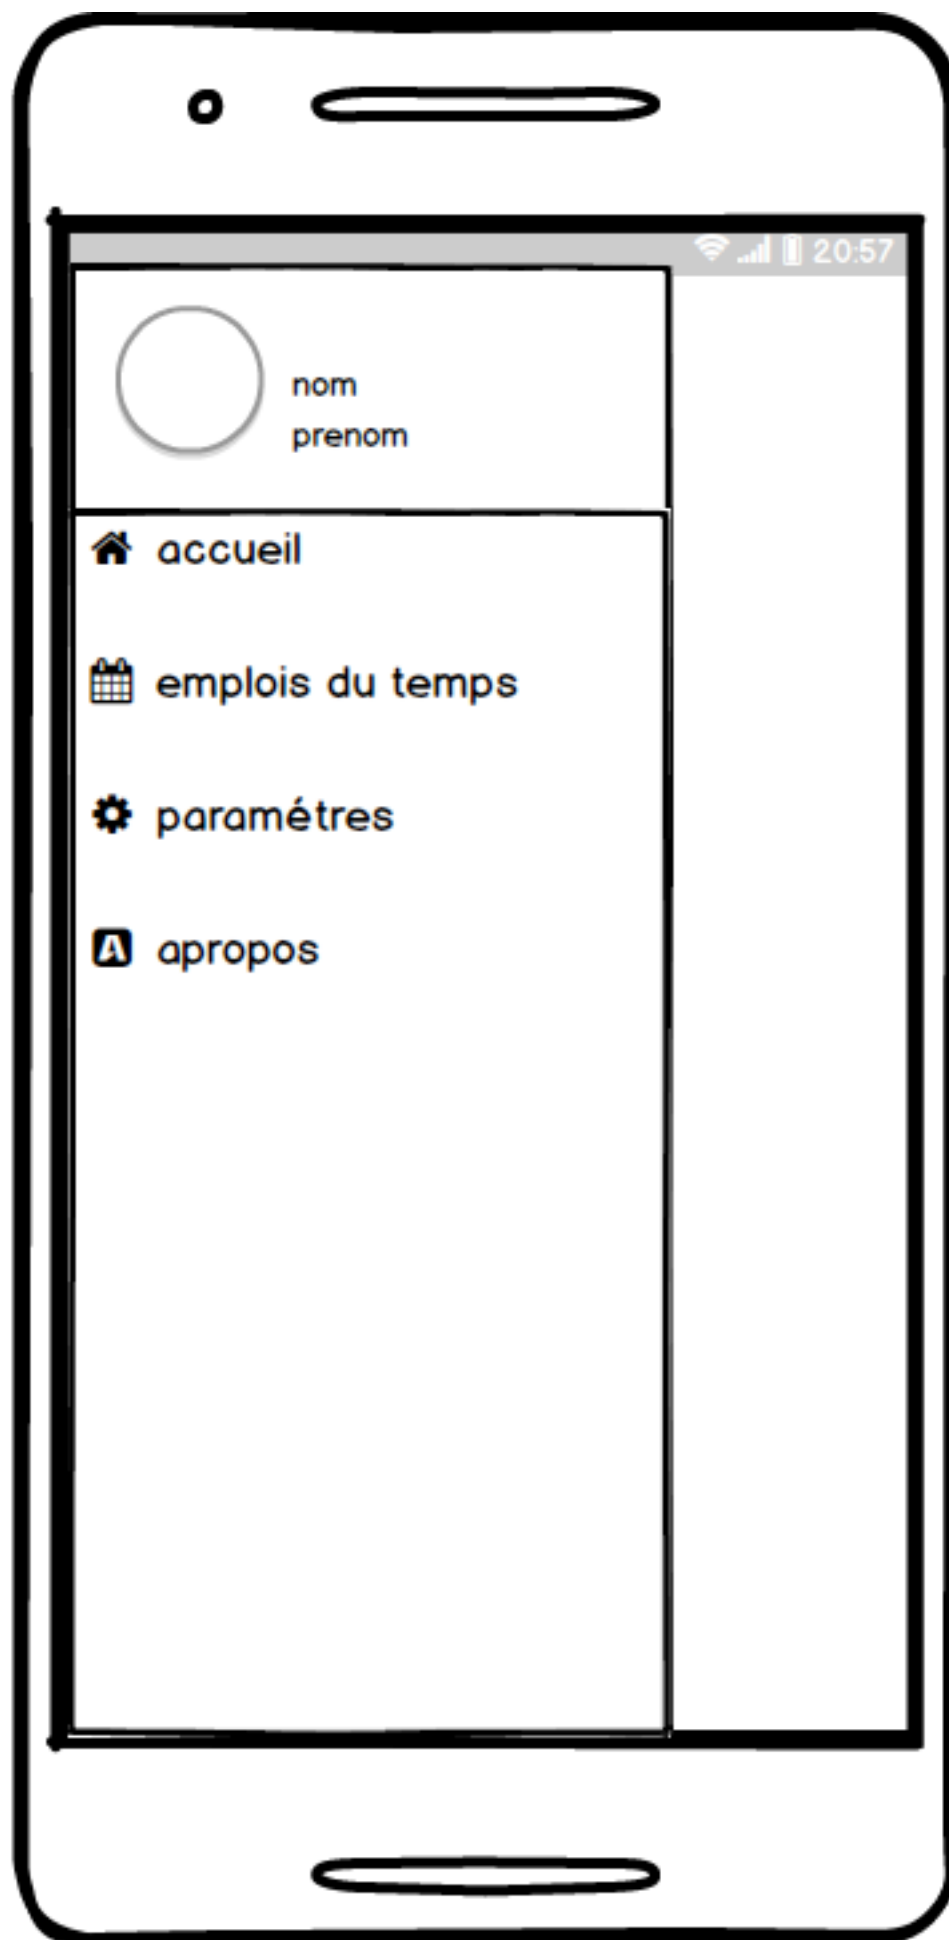 20:57
nom
prenom
accueil
emplois du temps
paramétres
apropos